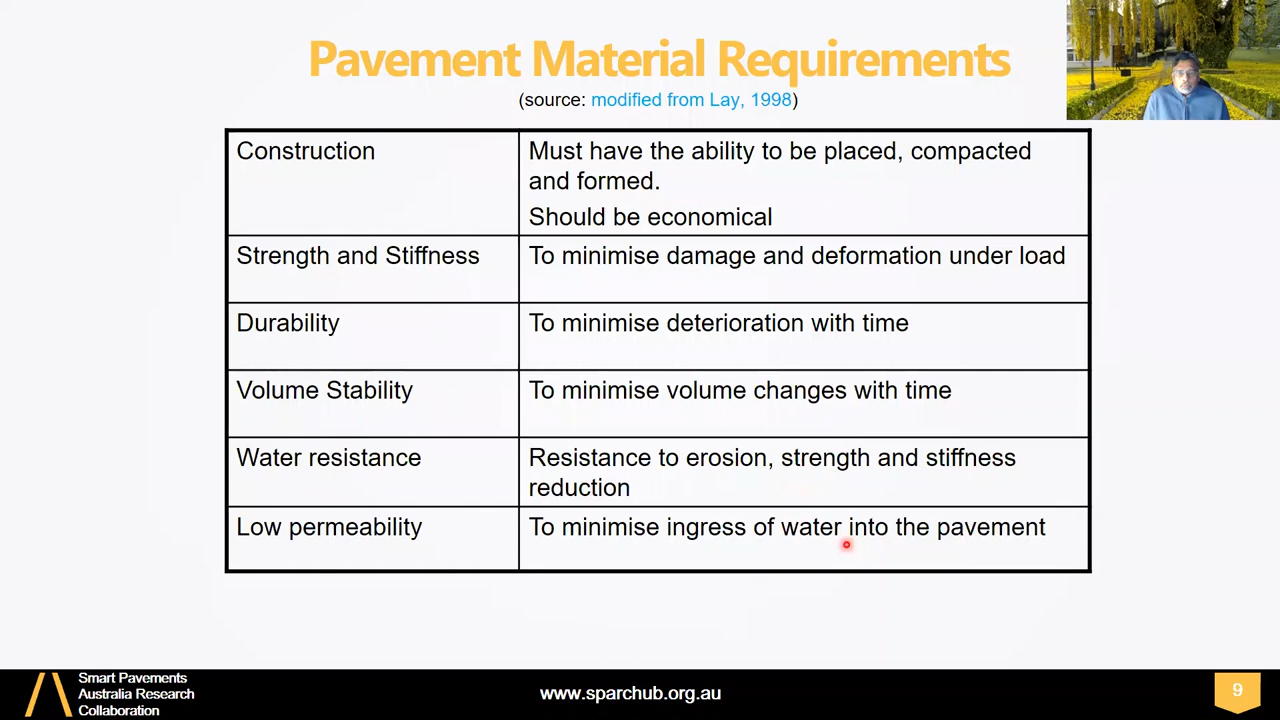 Pavement Material Requirements
(source: modified from Lay, 1998)
Construction
Must have the ability to be placed, compacted
and formed.
Should be economical
Strength and Stiffness
To minimise damage and deformation under load
Durability
To minimise deterioration with time
Volume Stability
To minimise volume changes with time
Water resistance
Resistance to erosion, strength and stiffness
reduction
Low permeability
To minimise ingress of water into the pavement
Smart Pavements
Australia Research
Collaboration
www.sparchub.org.au
9